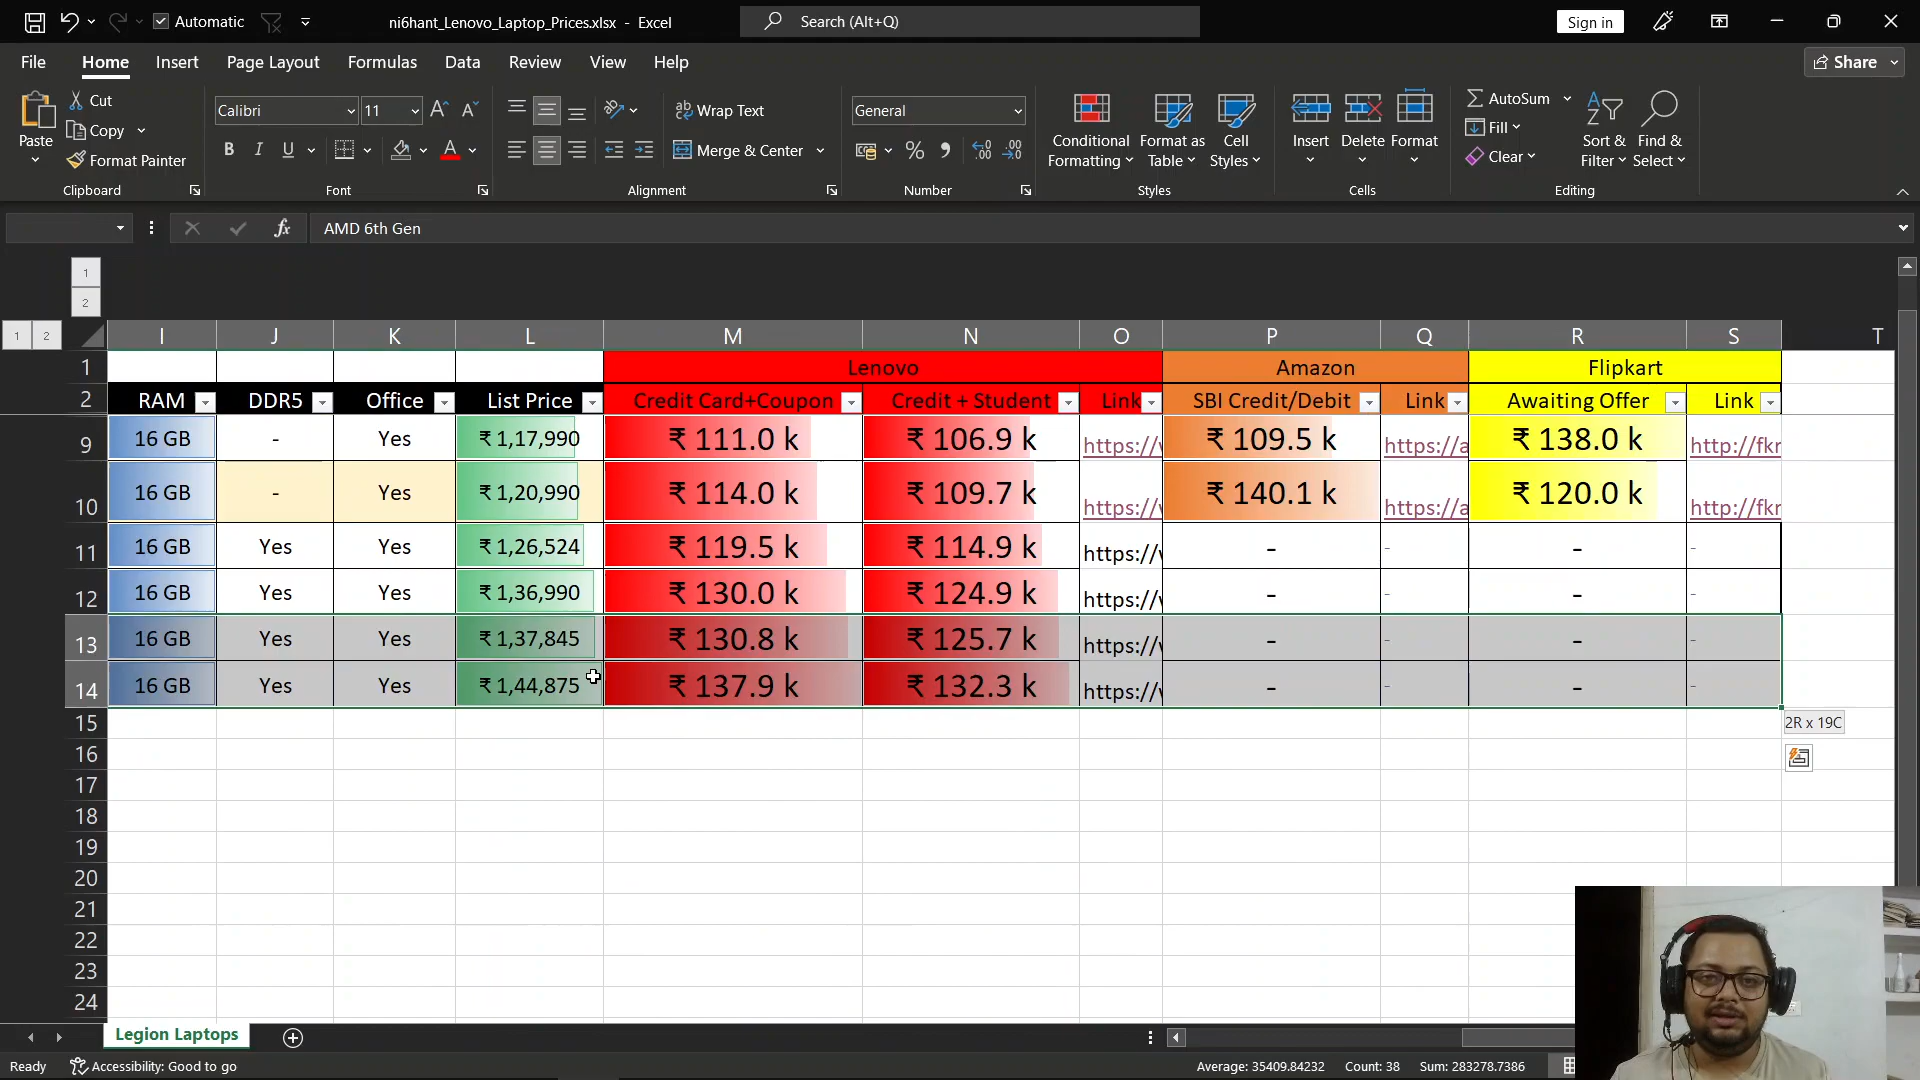 Automatic
ni6hant_Lenovo_Laptop_Prices.xlsx - Excel
Search (Alt+Q)
Sign in
File Home Insert Page Layout Formulas Data Review View Help
Share
Paste
Cut
Copy
Format Painter
Clipboard
Calibri 11
B I U
Font
Wrap Text
Merge & Center
Alignment
General
Number
Conditional Formatting
Format as Table
Cell Styles
Styles
Insert Delete Format
Cells
AutoSum
Fill
Clear
Sort & Filter
Find & Select
Editing
fx AMD 6th Gen
1
2
1 2
I J K L M N O P Q R S T
1 Lenovo Amazon Flipkart
2 RAM DDR5 Office List Price Credit Card+Coupon Credit + Student Link SBI Credit/Debit Link Awaiting Offer Link
9 16 GB - Yes ₹ 1,17,990 ₹ 111.0 k ₹ 106.9 k https:// ₹ 109.5 k https://a ₹ 138.0 k http://fkr
10 16 GB - Yes ₹ 1,20,990 ₹ 114.0 k ₹ 109.7 k https:// ₹ 140.1 k https://a ₹ 120.0 k http://fkr
11 16 GB Yes Yes ₹ 1,26,524 ₹ 119.5 k ₹ 114.9 k https:// - - - -
12 16 GB Yes Yes ₹ 1,36,990 ₹ 130.0 k ₹ 124.9 k https:// - - - -
13 16 GB Yes Yes ₹ 1,37,845 ₹ 130.8 k ₹ 125.7 k https:// - - - -
14 16 GB Yes Yes ₹ 1,44,875 ₹ 137.9 k ₹ 132.3 k https:// - - - -
15
2R x 19C
16
17
18
19
20
21
22
23
24
Legion Laptops
Ready Accessibility: Good to go Average: 35409.84232 Count: 38 Sum: 283278.7386